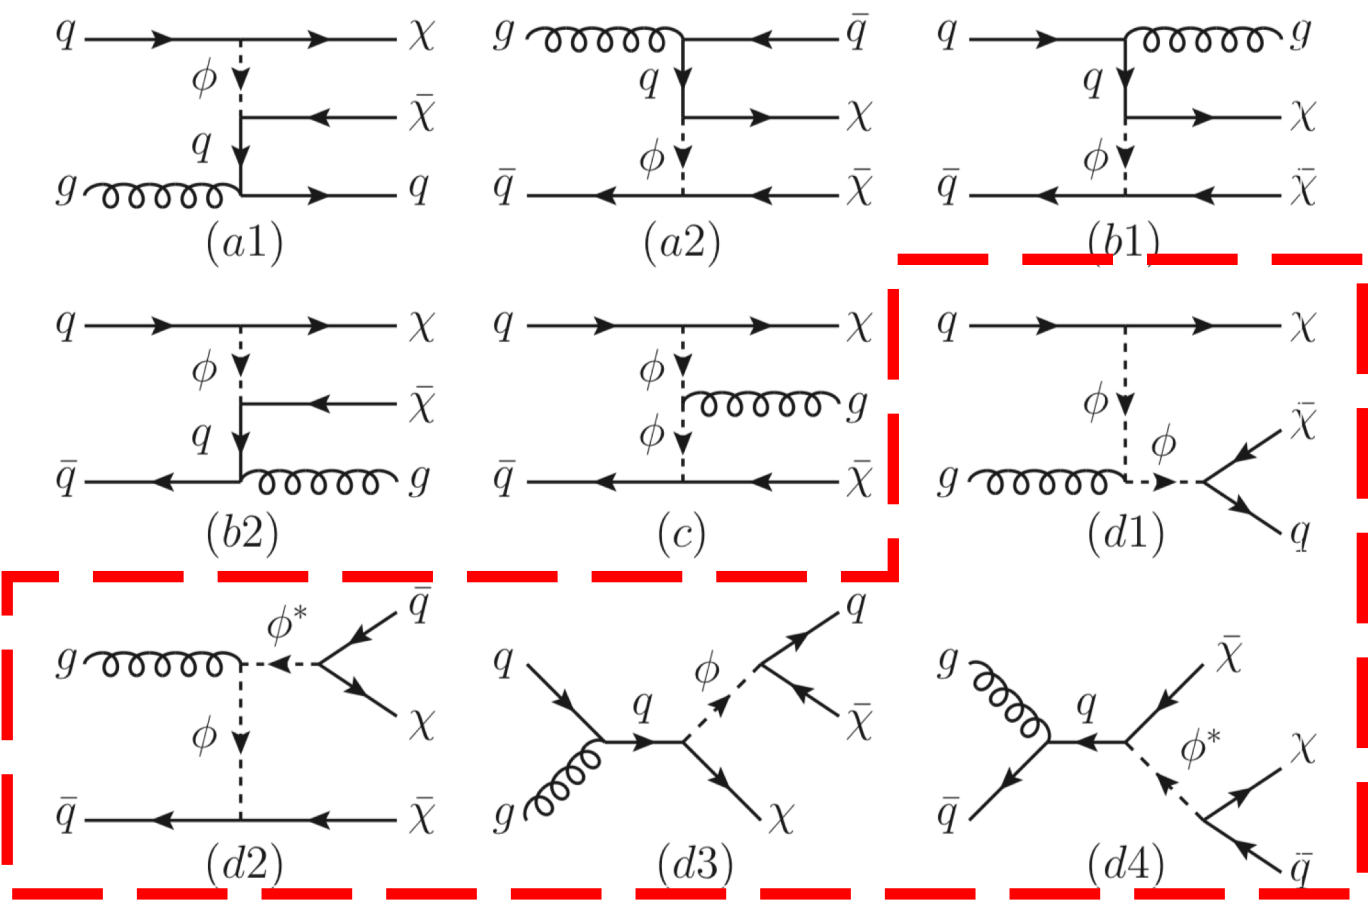 q χ g q̄ q g
ϕ q q
χ̄ χ χ
q ϕ ϕ
g q q̄ χ̄ q̄ χ̄
(a1) (a2) (b1)
q χ q χ q χ
ϕ ϕ ϕ
χ̄ g χ̄
q ϕ ϕ
q̄ g q̄ χ̄ g q
(b2) (c) (d1)
g ϕ* q̄ q q ϕ q g χ̄
ϕ χ q χ̄ q ϕ* χ
q̄ χ̄ g χ q̄ q̄
(d2) (d3) (d4)